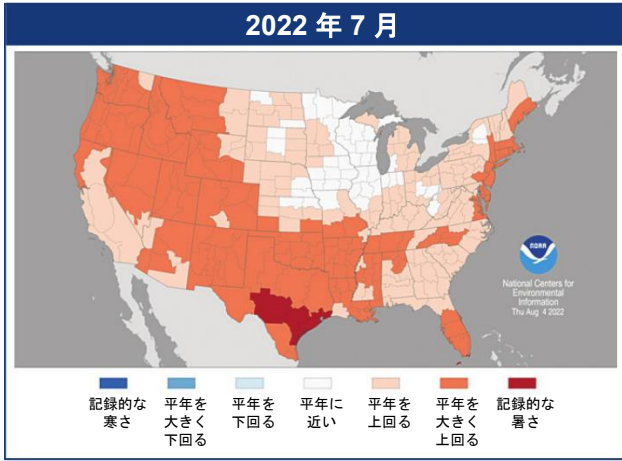 2022 年 7 月
NOAA
National Centers for
Environmental
Information
Thu Aug 4 2022
記録的な
寒さ
平年を
大きく
下回る
平年を
下回る
平年に
近い
平年を
上回る
平年を
大きく
上回る
記録的な
暑さ